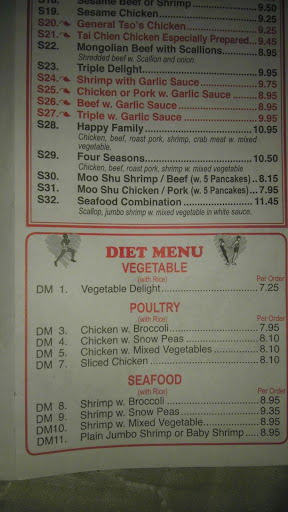 S18. Sesame Beef or Shrimp 9.50
S19. Sesame Chicken 9.25
S20. General Tso's Chicken 9.25
S21. Tai Chien Chicken Especially Prepared 9.45
S22. Mongolian Beef with Scallions 8.95
Shredded beef w. Scallion and onion.
S23. Triple Delight 9.95
S24. Shrimp with Garlic Sauce 9.75
S25. Chicken or Pork w. Garlic Sauce 8.95
S26. Beef w. Garlic Sauce 8.95
S27. Triple w. Garlic Sauce 9.95
S28. Happy Family 10.95
Chicken, beef, roast pork, shrimp, crab meat w. mixed
vegetable.
S29. Four Seasons 10.50
Chicken, beef, roast pork, shrimp w. mixed vegetable
S30. Moo Shu Shrimp / Beef (w. 5 Pancakes) 8.15
S31. Moo Shu Chicken / Pork (w. 5 Pancakes) 7.95
S32. Seafood Combination 11.45
Scallop, jumbo shrimp w. mixed vegetable in white sauce.
DIET MENU
VEGETABLE
(with Rice) Per Order
DM 1. Vegetable Delight 7.25
POULTRY
(with Rice) Per Order
DM 3. Chicken w. Broccoli 7.95
DM 4. Chicken w. Snow Peas 8.10
DM 5. Chicken w. Mixed Vegetables 8.10
DM 7. Sliced Chicken 8.10
SEAFOOD
(with Rice) Per Order
DM 8. Shrimp w. Broccoli 8.95
DM 9. Shrimp w. Snow Peas 9.35
DM10. Shrimp w. Mixed Vegetable 8.95
DM11. Plain Jumbo Shrimp or Baby Shrimp 8.95